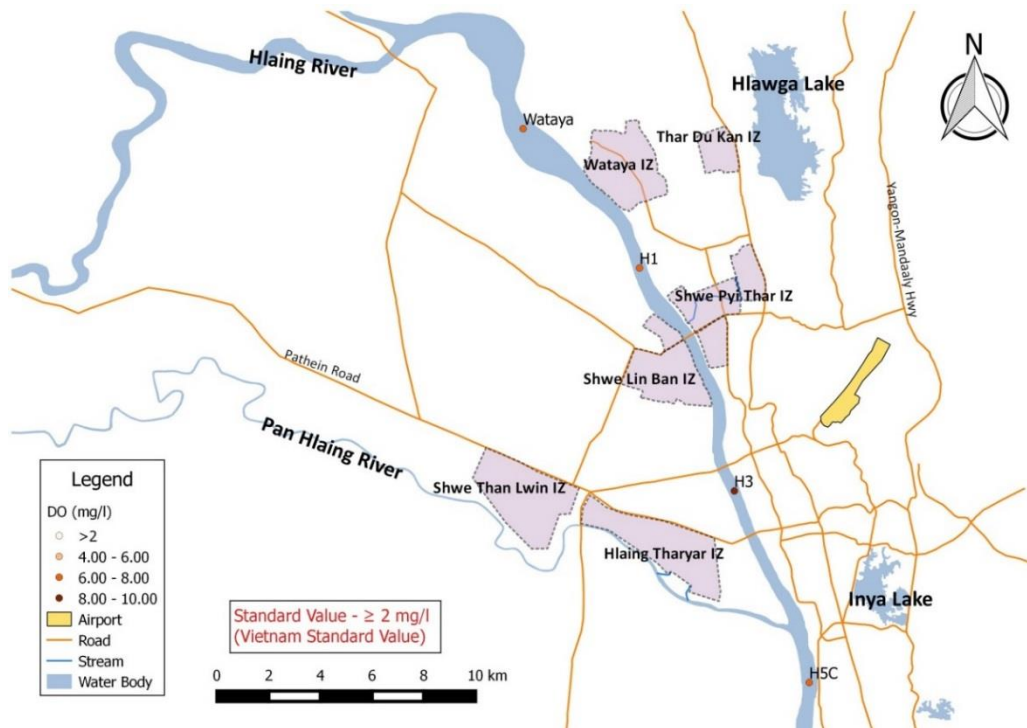 Hlaing River
Wataya
Hlawga Lake
N
Thar Du Kan IZ
Wataya IZ
Yangon-Mandaaly Hwy
H1
Shwe Pyi Thar IZ
Shwe Lin Ban IZ
Pathein Road
Pan Hlaing River
Shwe Than Lwin IZ
H3
Hlaing Tharyar IZ
Inya Lake
H5C
Legend
DO (mg/l)
>2
4.00 - 6.00
6.00 - 8.00
8.00 - 10.00
Airport
Road
Stream
Water Body
Standard Value - ≥ 2 mg/l
(Vietnam Standard Value)
0 2 4 6 8 10 km